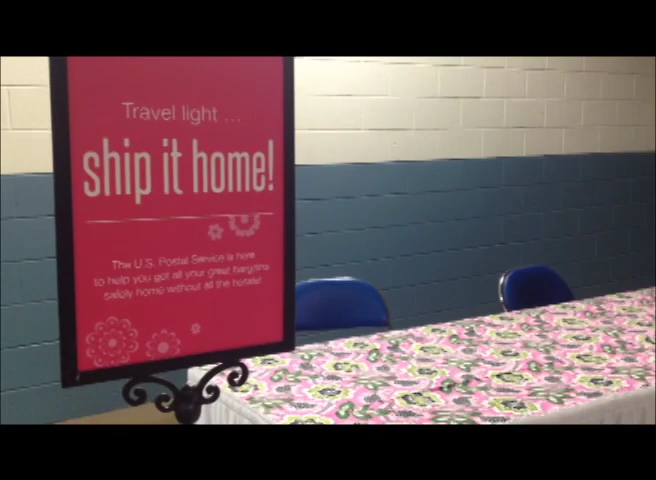 Travel light ...
ship it home!
The U.S. Postal Service is here
to help you get all your great bargains
safely home without all the hassle!